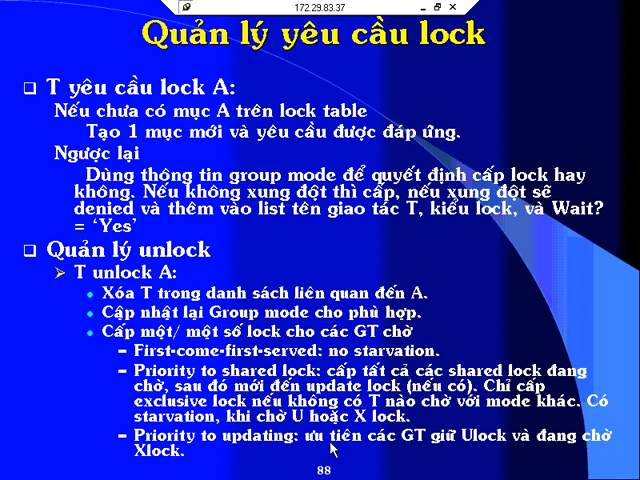 172.29.83.37
Quản lý yêu cầu lock
T yêu cầu lock A:
Nếu chưa có mục A trên lock table
Tạo 1 mục mới và yêu cầu được đáp ứng.
Ngược lại
Dùng thông tin group mode để quyết định cấp lock hay
không. Nếu không xung đột thì cấp, nếu xung đột sẽ
denied và thêm vào list tên giao tác T, kiểu lock, và Wait?
= ‘Yes’
Quản lý unlock
T unlock A:
Xóa T trong danh sách liên quan đến A.
Cập nhật lại Group mode cho phù hợp.
Cấp một/ một số lock cho các GT chờ
– First-come-first-served: no starvation.
– Priority to shared lock: cấp tất cả các shared lock đang
chờ, sau đó mới đến update lock (nếu có). Chỉ cấp
exclusive lock nếu không có T nào chờ với mode khác. Có
starvation, khi chờ U hoặc X lock.
– Priority to updating: ưu tiên các GT giữ Ulock và đang chờ
Xlock.
88